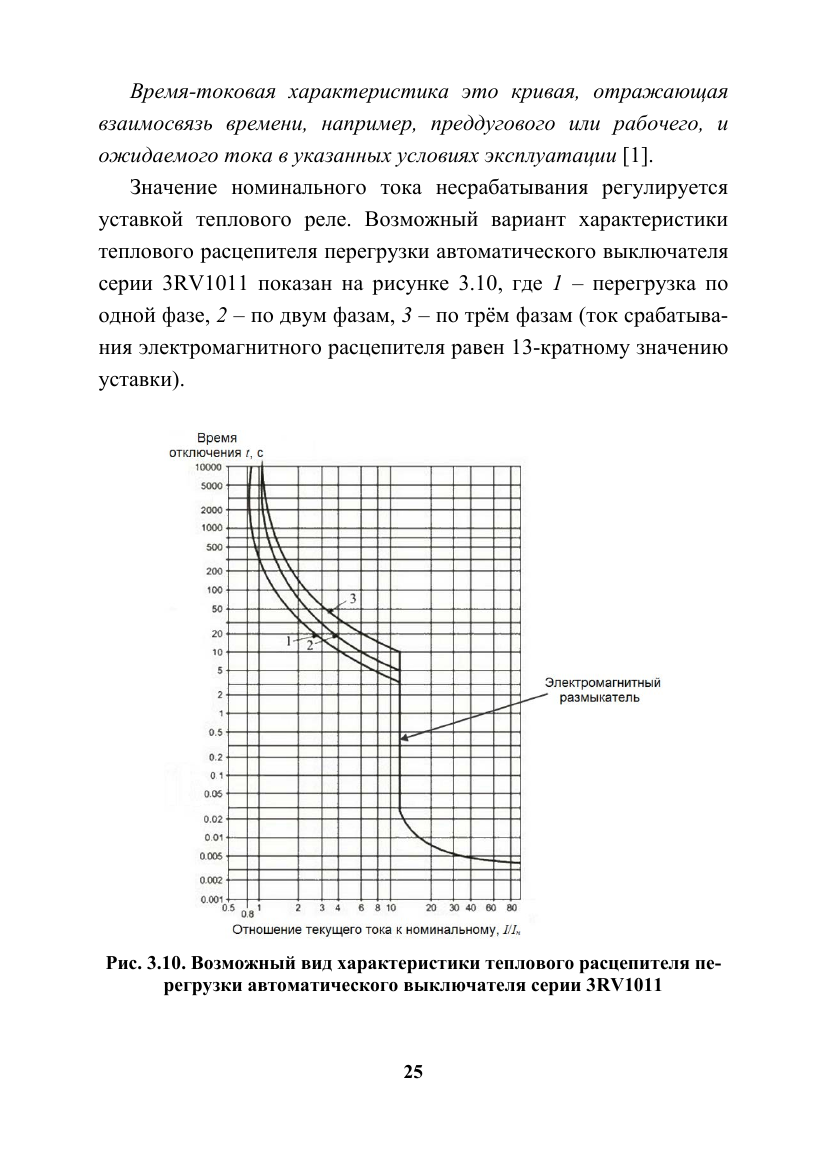 Время-токовая характеристика это кривая, отражающая
взаимосвязь времени, например, преддугового или рабочего, и
ожидаемого тока в указанных условиях эксплуатации [1].
Значение номинального тока несрабатывания регулируется
уставкой теплового реле. Возможный вариант характеристики
теплового расцепителя перегрузки автоматического выключателя
серии 3RV1011 показан на рисунке 3.10, где 1 – перегрузка по
одной фазе, 2 – по двум фазам, 3 – по трём фазам (ток срабатыва-
ния электромагнитного расцепителя равен 13-кратному значению
уставки).
Время
отключения t, с
10000
5000
2000
1000
500
200
100
50
20
10
5
2
1
0.5
0.2
0.1
0.05
0.02
0.01
0.005
0.002
0.001
3
1
2
Электромагнитный
размыкатель
0.5 0.8 1 2 3 4 6 8 10 20 30 40 60 80
Отношение текущего тока к номинальному, I/Iн
Рис. 3.10. Возможный вид характеристики теплового расцепителя пе-
регрузки автоматического выключателя серии 3RV1011
25